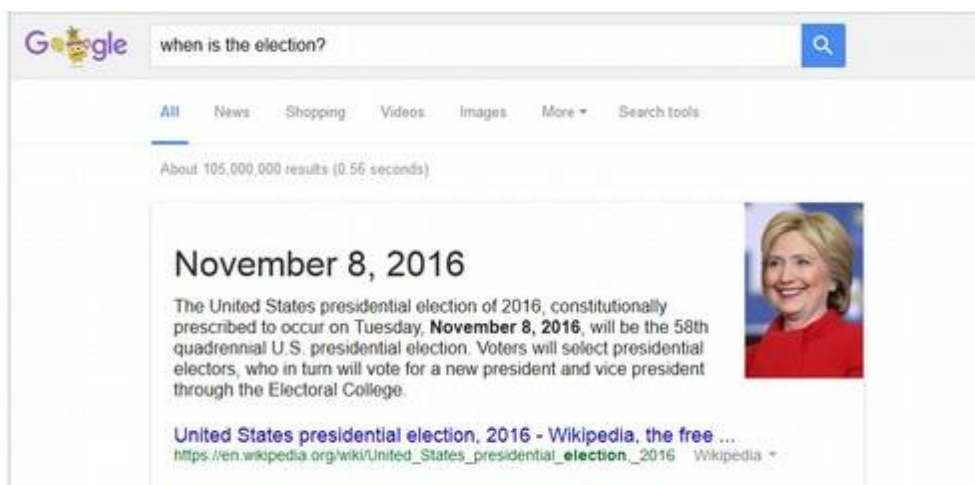 Google
when is the election?
All News Shopping Videos Images More Search tools
About 105,000,000 results (0.56 seconds)
November 8, 2016
The United States presidential election of 2016, constitutionally
prescribed to occur on Tuesday, November 8, 2016, will be the 58th
quadrennial U.S. presidential election. Voters will select presidential
electors, who in turn will vote for a new president and vice president
through the Electoral College.
United States presidential election, 2016 - Wikipedia, the free ...
https://en.wikipedia.org/wiki/United_States_presidential_election,_2016 Wikipedia